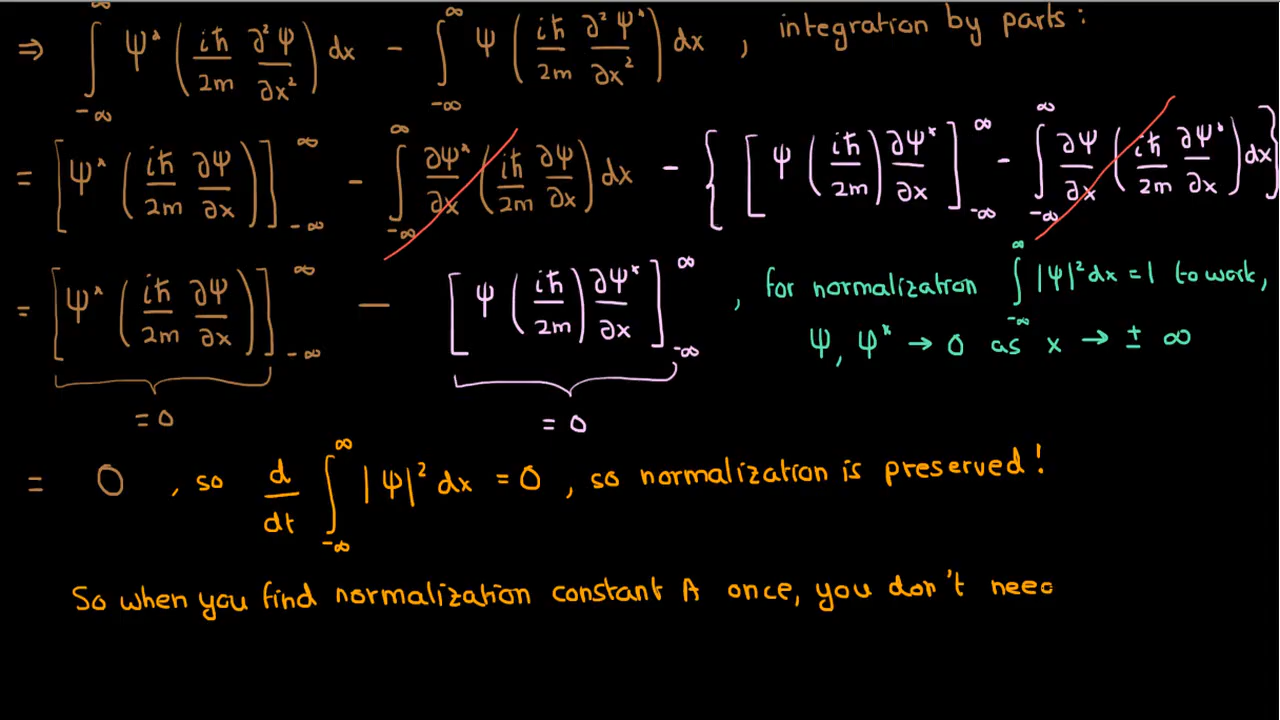 ⇒ ∫_{-∞}^{∞} Ψ* (iħ/2m ∂²Ψ/∂x²) dx - ∫_{-∞}^{∞} Ψ (iħ/2m ∂²Ψ*/∂x²) dx , integration by parts:
= [Ψ* (iħ/2m ∂Ψ/∂x)]_{-∞}^{∞} - ∫_{-∞}^{∞} ∂Ψ*/∂x (iħ/2m ∂Ψ/∂x) dx - { [Ψ (iħ/2m) ∂Ψ*/∂x]_{-∞}^{∞} - ∫_{-∞}^{∞} ∂Ψ/∂x (iħ/2m ∂Ψ*/∂x) dx }
= [Ψ* (iħ/2m ∂Ψ/∂x)]_{-∞}^{∞} — [Ψ (iħ/2m) ∂Ψ*/∂x]_{-∞}^{∞} , for normalization ∫_{-∞}^{∞} |Ψ|² dx = 1 to work,
Ψ, Ψ* → 0 as x → ± ∞
= 0 = 0
= 0 , so d/dt ∫_{-∞}^{∞} |Ψ|² dx = 0 , so normalization is preserved!
So when you find normalization constant A once, you don't neec